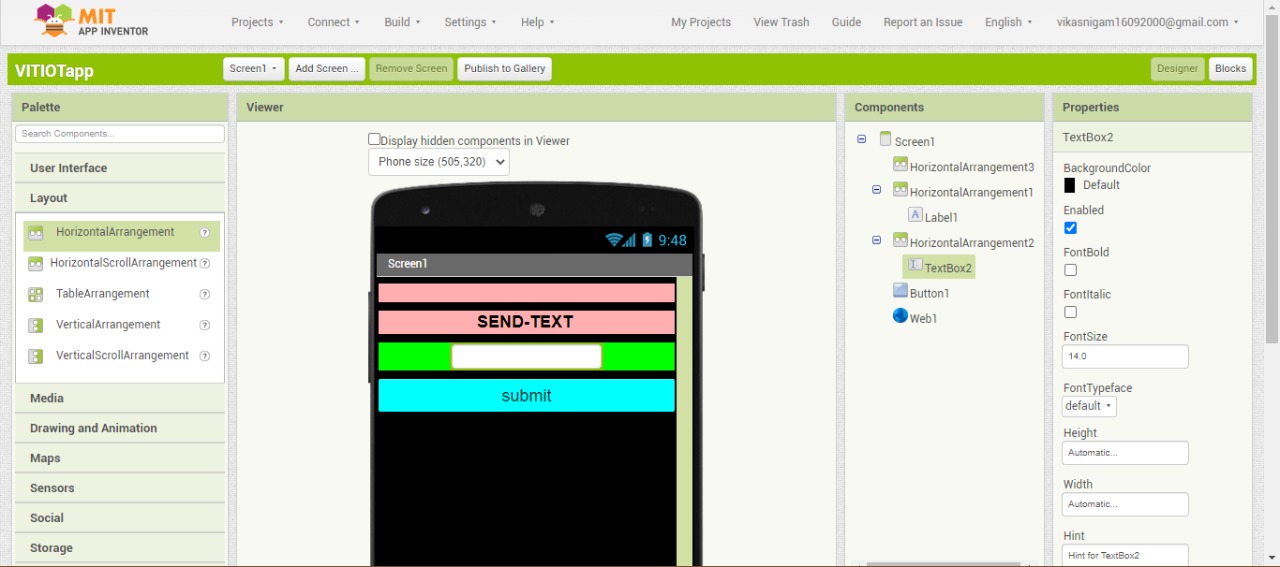 MIT
APP INVENTOR
Projects Connect Build Settings Help My Projects View Trash Guide Report an Issue English vikasnigam16092000@gmail.com
VITIOTapp Screen1 Add Screen ... Remove Screen Publish to Gallery Designer Blocks
Palette
Search Components...
User Interface
Layout
HorizontalArrangement ?
HorizontalScrollArrangement ?
TableArrangement ?
VerticalArrangement ?
VerticalScrollArrangement ?
Media
Drawing and Animation
Maps
Sensors
Social
Storage
Viewer
Display hidden components in Viewer
Phone size (505,320)
9:48
Screen1
SEND-TEXT
submit
Components
Screen1
HorizontalArrangement3
HorizontalArrangement1
A Label1
HorizontalArrangement2
TextBox2
Button1
Web1
Properties
TextBox2
BackgroundColor
Default
Enabled
FontBold
FontItalic
FontSize
14.0
FontTypeface
default
Height
Automatic...
Width
Automatic...
Hint
Hint for TextBox2